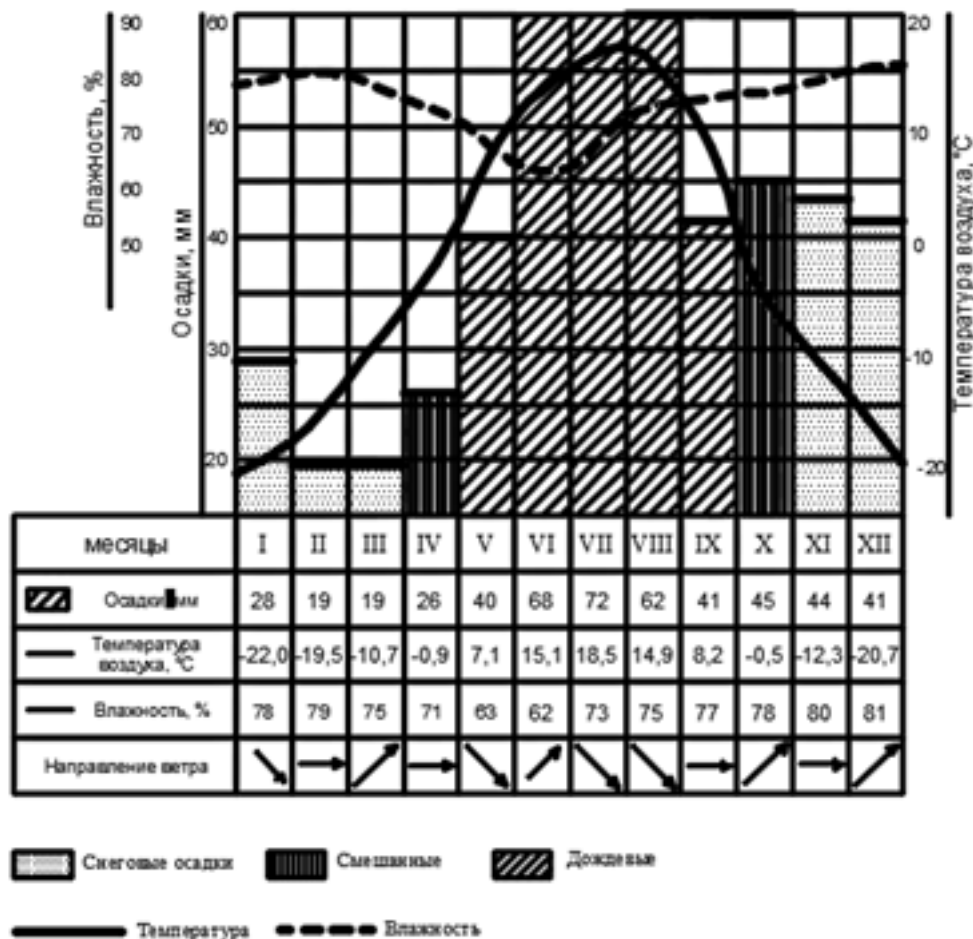 Влажность, %
90
80
70
60
50
Осадки, мм
60
50
40
30
20
20
10
0
-10
-20
Температура воздуха, °С
месяцы I II III IV V VI VII VIII IX X XI XII
Осадки мм 28 19 19 26 40 68 72 62 41 45 44 41
Температура воздука, °С -22,0 -19,5 -10,7 -0,9 7,1 15,1 18,5 14,9 8,2 -0,5 -12,3 -20,7
Влажность, % 78 79 75 71 63 62 73 75 77 78 80 81
Направление ветра
Снеговые осадки Смешанные Дождевые
Температура Влажность